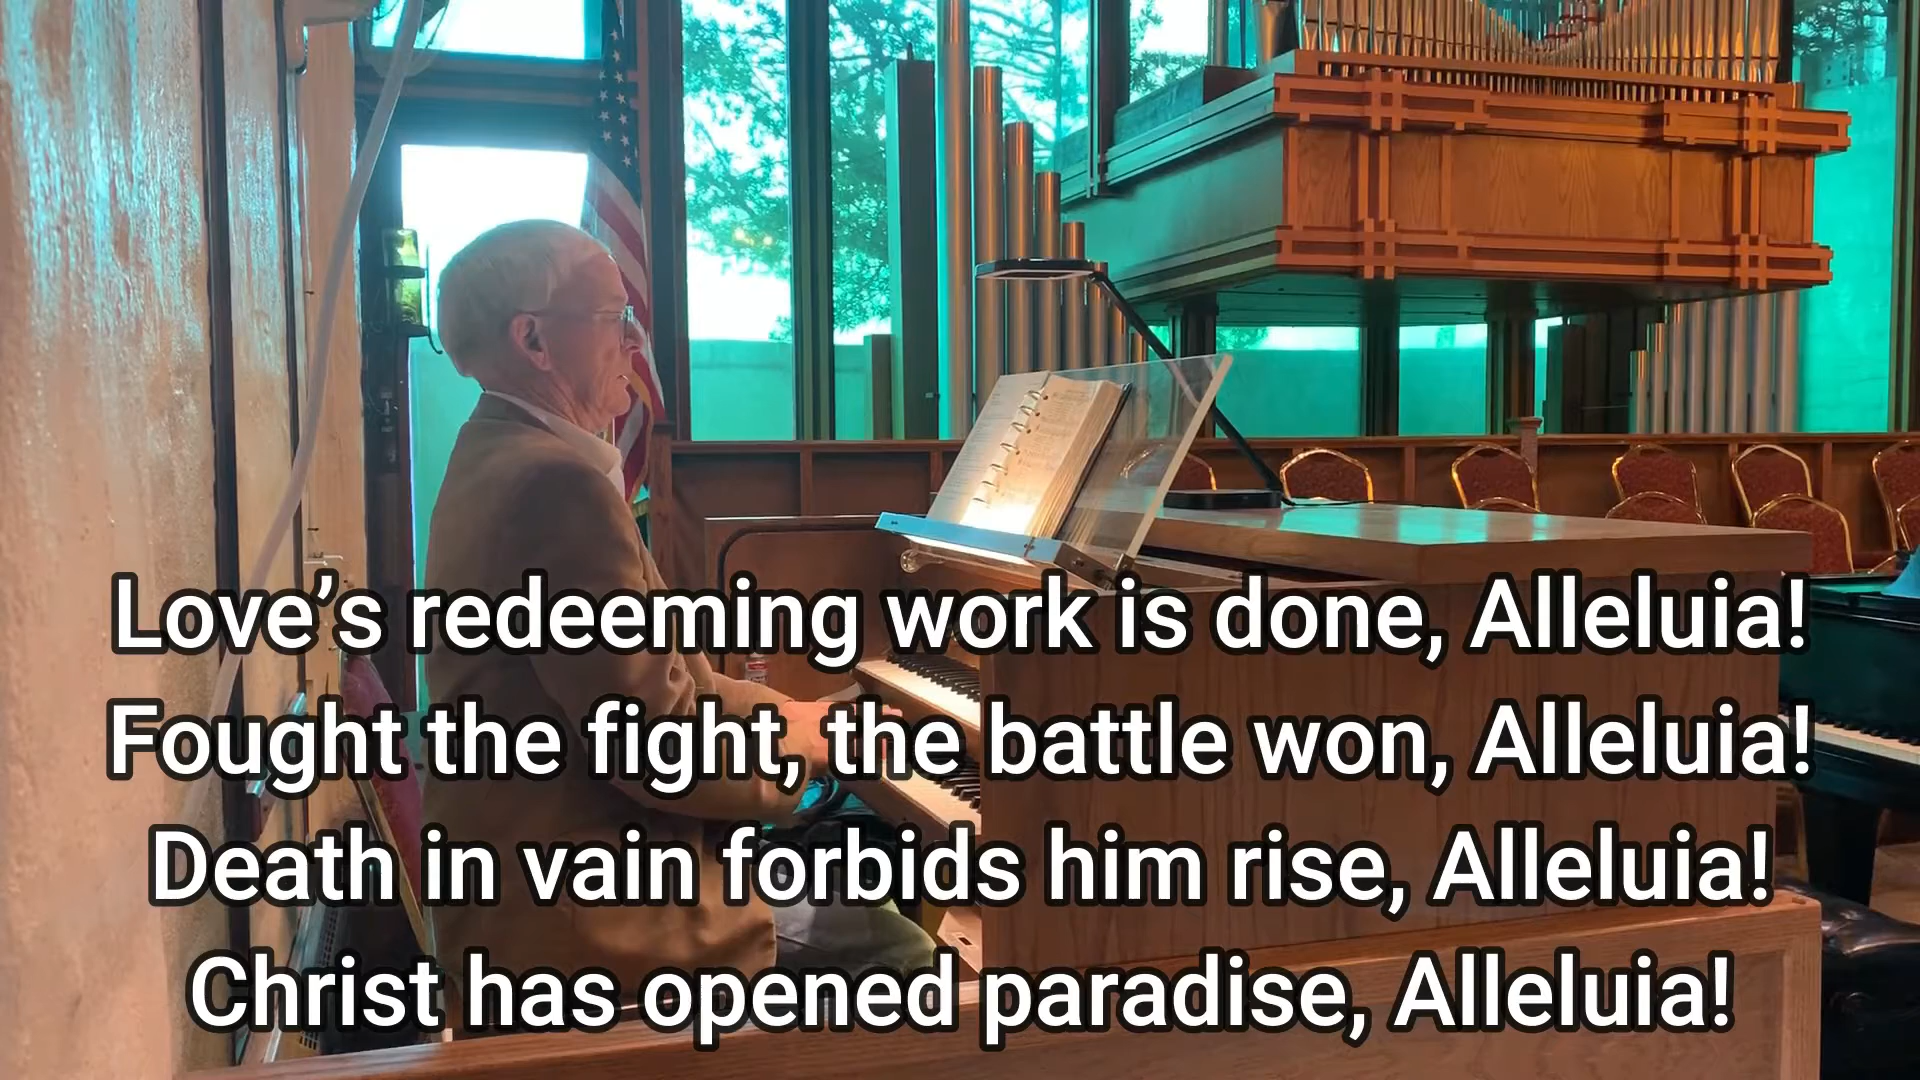 Love’s redeeming work is done, Alleluia!
Fought the fight, the battle won, Alleluia!
Death in vain forbids him rise, Alleluia!
Christ has opened paradise, Alleluia!